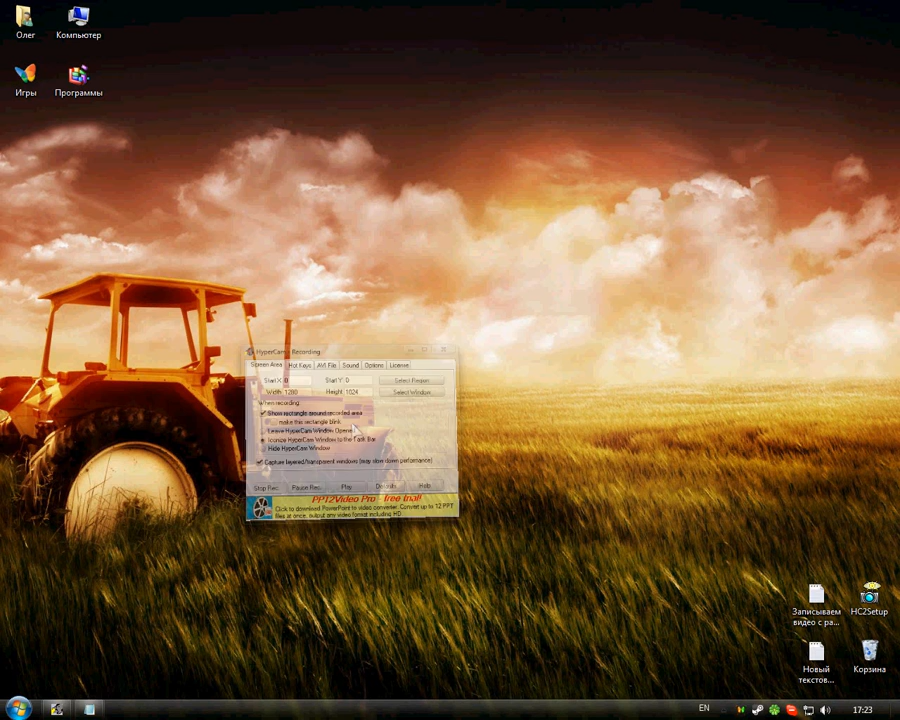 Олег
Компьютер
Игры
Программы
HyperCam - Recording
Screen Area Hot Keys AVI File Sound Options License
Start X: 0 Start Y: 0 Select Region
Width: 1280 Height: 1024 Select Window
When recording:
Show rectangle around recorded area
make this rectangle blink
Leave HyperCam Window Opened
Iconize HyperCam Window to the Task Bar
Hide HyperCam Window
Capture layered/transparent windows (may slow down performance)
Stop Rec. Pause Rec. Play Defaults Help
PPT2Video Pro - free trial!
Click to download PowerPoint to video converter. Convert up to 12 PPT
files at once, output any video format including HD.
Записываем
видео с ра...
HC2Setup
Новый
текстов...
Корзина
EN
17:23